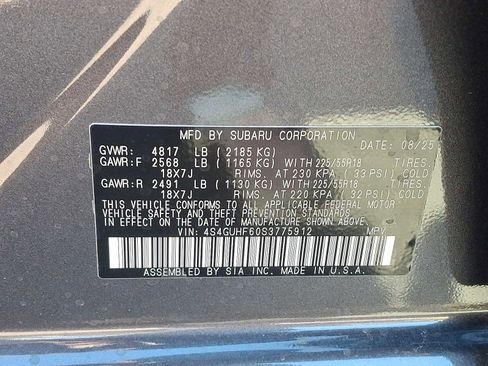 MFD BY SUBARU CORPORATION DATE: 08/25
GVWR: 4817 LB ( 2185 KG)
GAWR:F 2568 LB ( 1165 KG) WITH 225/55R18 TIRES.
18X7J RIMS. AT 230 KPA ( 33 PSI) COLD
GAWR:R 2491 LB ( 1130 KG) WITH 225/55R18 TIRES.
18X7J RIMS. AT 220 KPA ( 32 PSI) COLD
THIS VEHICLE CONFORMS TO ALL APPLICABLE FEDERAL MOTOR
VEHICLE SAFETY, BUMPER, AND THEFT PREVENTION STANDARDS
IN EFFECT ON THE DATE OF MANUFACTURE SHOWN ABOVE.
VIN: 4S4GUHF60S3775912 MPV
ASSEMBLED BY SIA INC. MADE IN U.S.A.